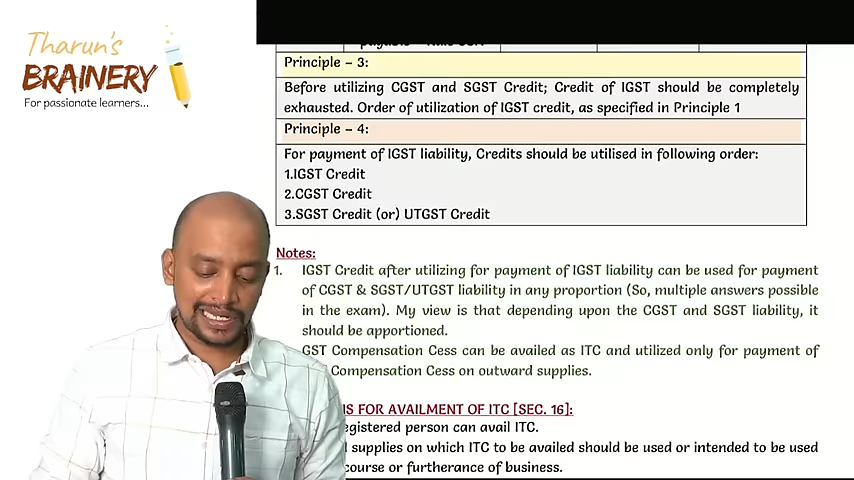 Tharun's
BRAINERY
For passionate learners...
Principle – 3:
Before utilizing CGST and SGST Credit; Credit of IGST should be completely
exhausted. Order of utilization of IGST credit, as specified in Principle 1
Principle – 4:
For payment of IGST liability, Credits should be utilised in following order:
1.IGST Credit
2.CGST Credit
3.SGST Credit (or) UTGST Credit
Notes:
1. IGST Credit after utilizing for payment of IGST liability can be used for payment
of CGST & SGST/UTGST liability in any proportion (So, multiple answers possible
in the exam). My view is that depending upon the CGST and SGST liability, it
should be apportioned.
GST Compensation Cess can be availed as ITC and utilized only for payment of
Compensation Cess on outward supplies.
FOR AVAILMENT OF ITC [SEC. 16]:
person can avail ITC.
supplies on which ITC to be availed should be used or intended to be used
course or furtherance of business.